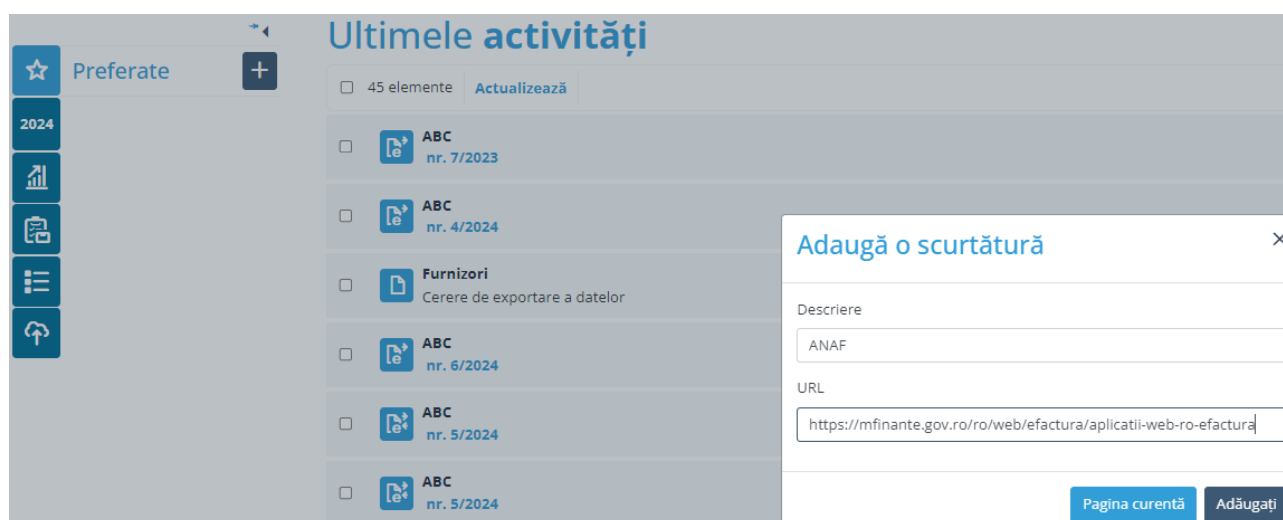 Ultimele activități
Preferate
+
45 elemente Actualizează
2024
ABC
nr. 7/2023
ABC
nr. 4/2024
Furnizori
Cerere de exportare a datelor
ABC
nr. 6/2024
ABC
nr. 5/2024
ABC
nr. 5/2024
Adaugă o scurtătură
Descriere
ANAF
URL
https://mfinante.gov.ro/ro/web/efactura/aplicatii-web-ro-efactura
Pagina curentă Adăugați